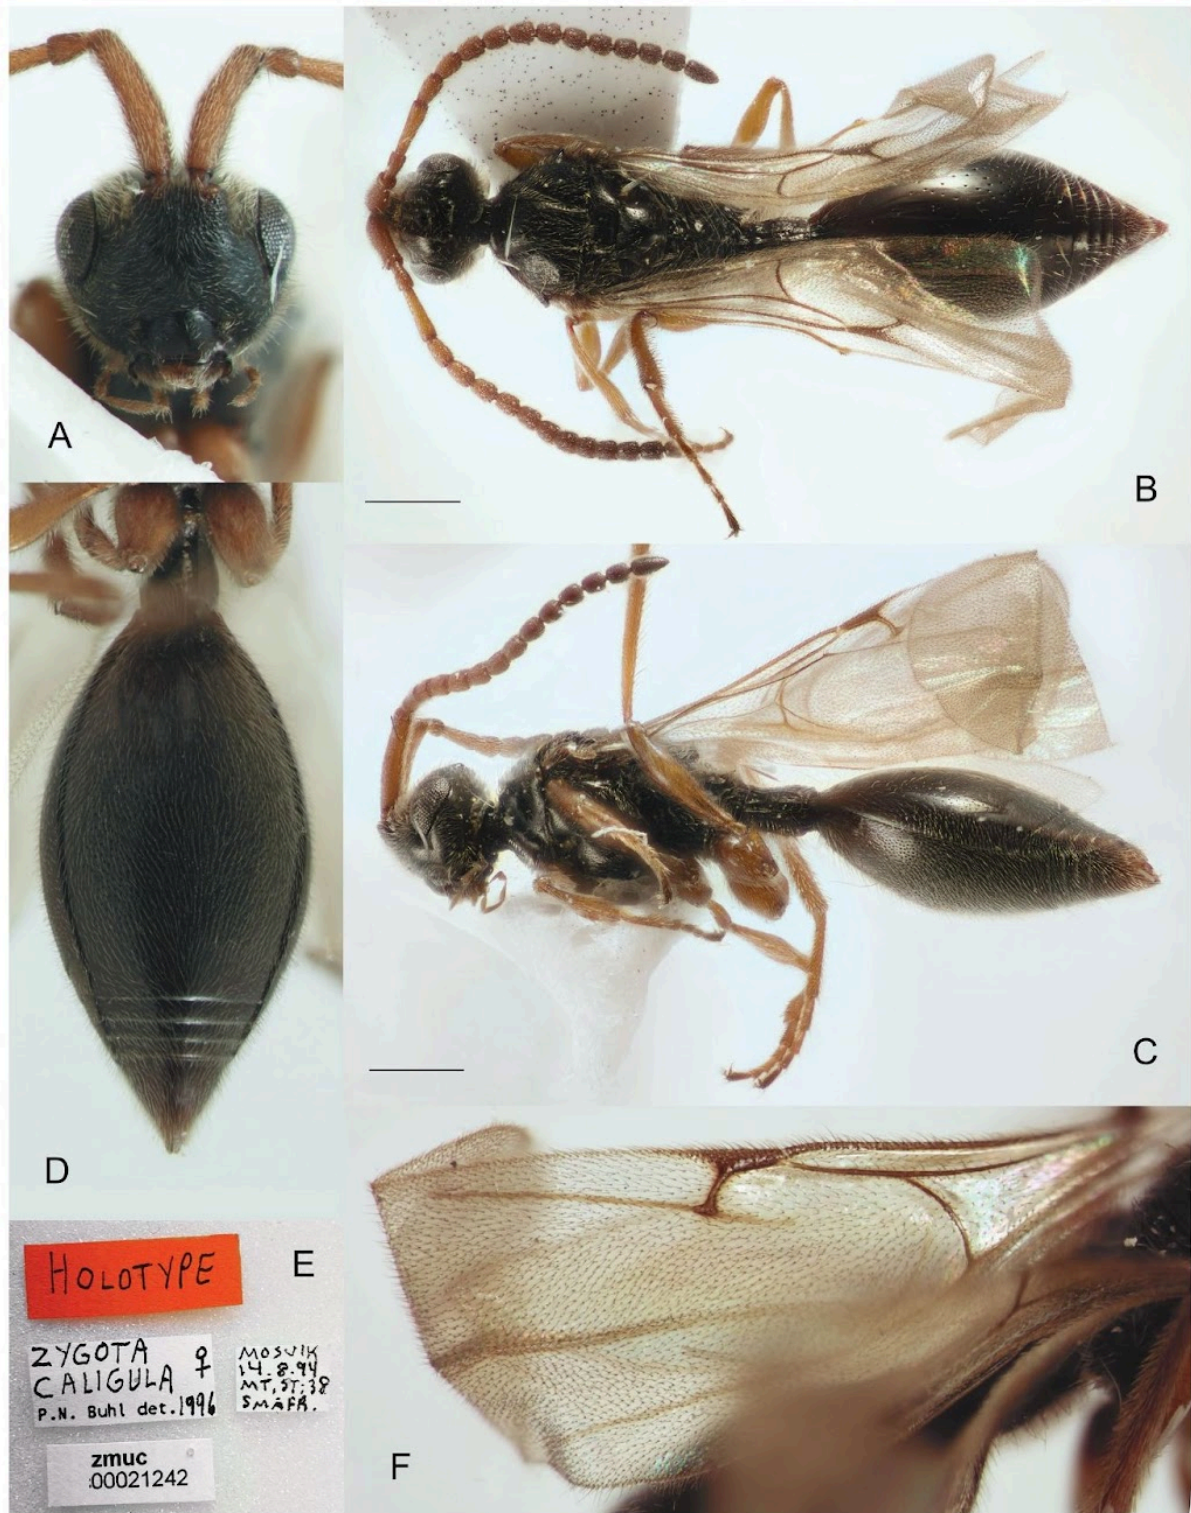 A
B
C
D
E
HOLOTYPE
ZYGOTA ♀
CALIGULA
P.N. Buhl det. 1996
MOSVIK
14.8.94
MT, ST: 38
SMÅFR.
zmuc
00021242
F